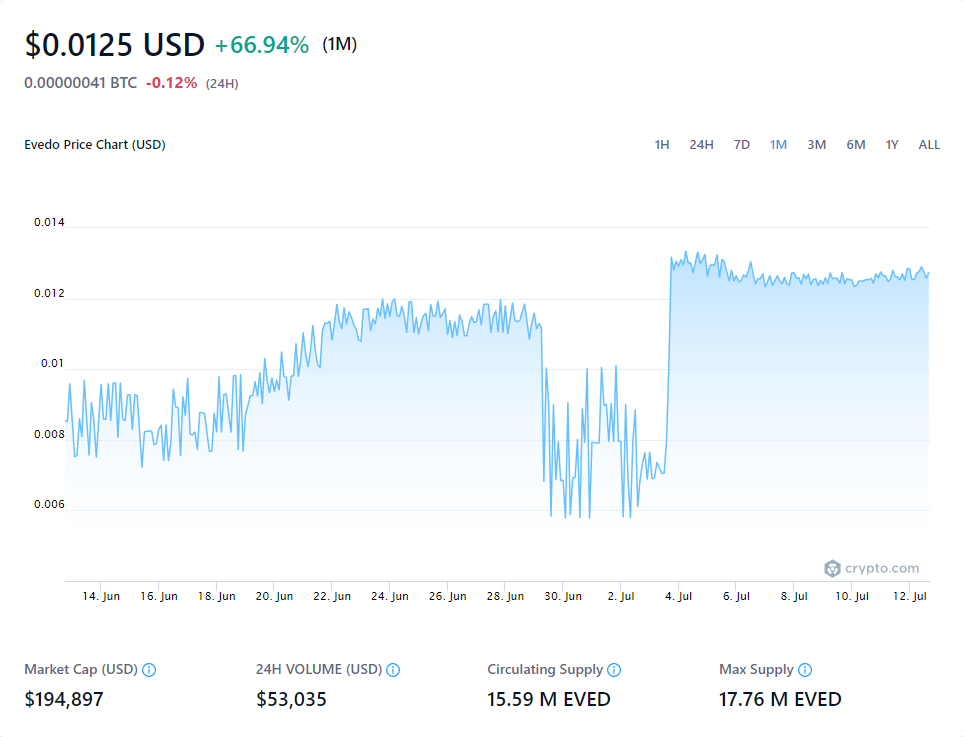 $0.0125 USD +66.94% (1M)
0.00000041 BTC -0.12% (24H)
Evedo Price Chart (USD) 1H 24H 7D 1M 3M 6M 1Y ALL
0.014
0.012
0.01
0.008
0.006
crypto.com
14. Jun 16. Jun 18. Jun 20. Jun 22. Jun 24. Jun 26. Jun 28. Jun 30. Jun 2. Jul 4. Jul 6. Jul 8. Jul 10. Jul 12. Jul
Market Cap (USD) 24H VOLUME (USD) Circulating Supply Max Supply
$194,897 $53,035 15.59 M EVED 17.76 M EVED